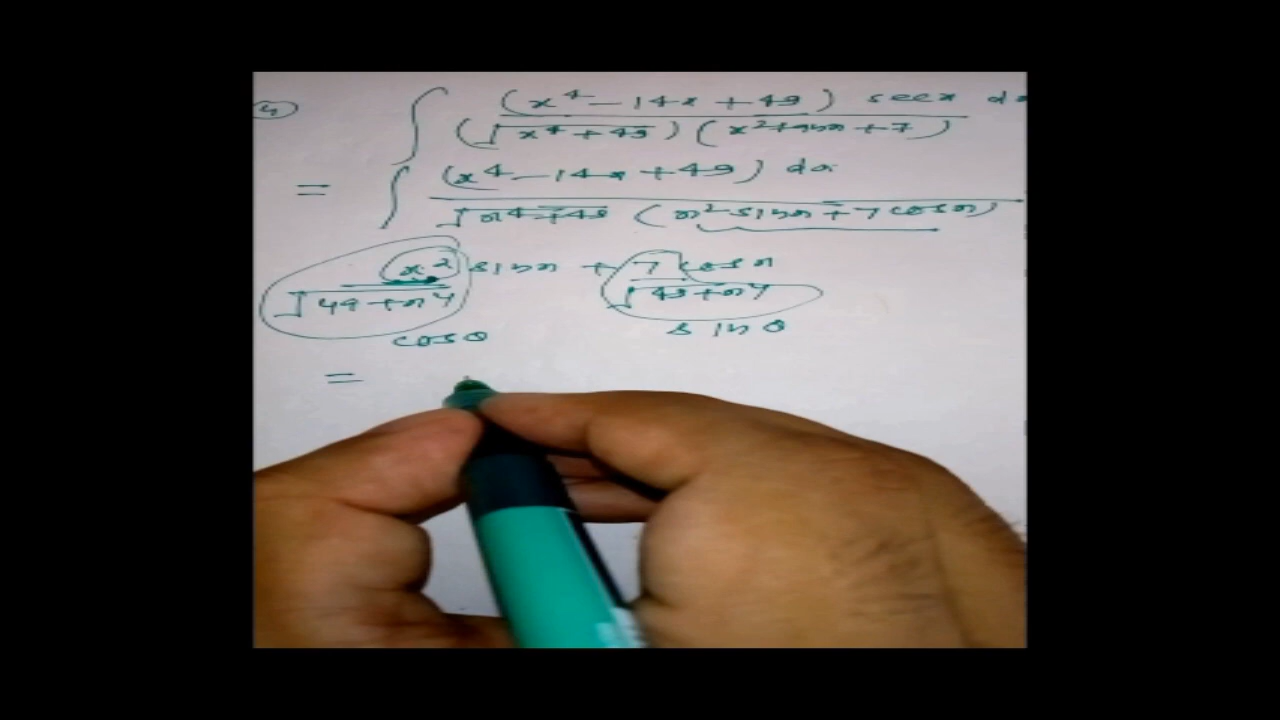 4) ∫ (x⁴ – 14x + 49) secx dx
(√x⁴ + 49) (x² tanx + 7)
= ∫ (x⁴ – 14x + 49) dx
√x⁴ + 49 (x² sinx + 7 cosx)
x² sinx + 7 cosx
√49 + x⁴ √49 + x⁴
cosθ sinθ
=